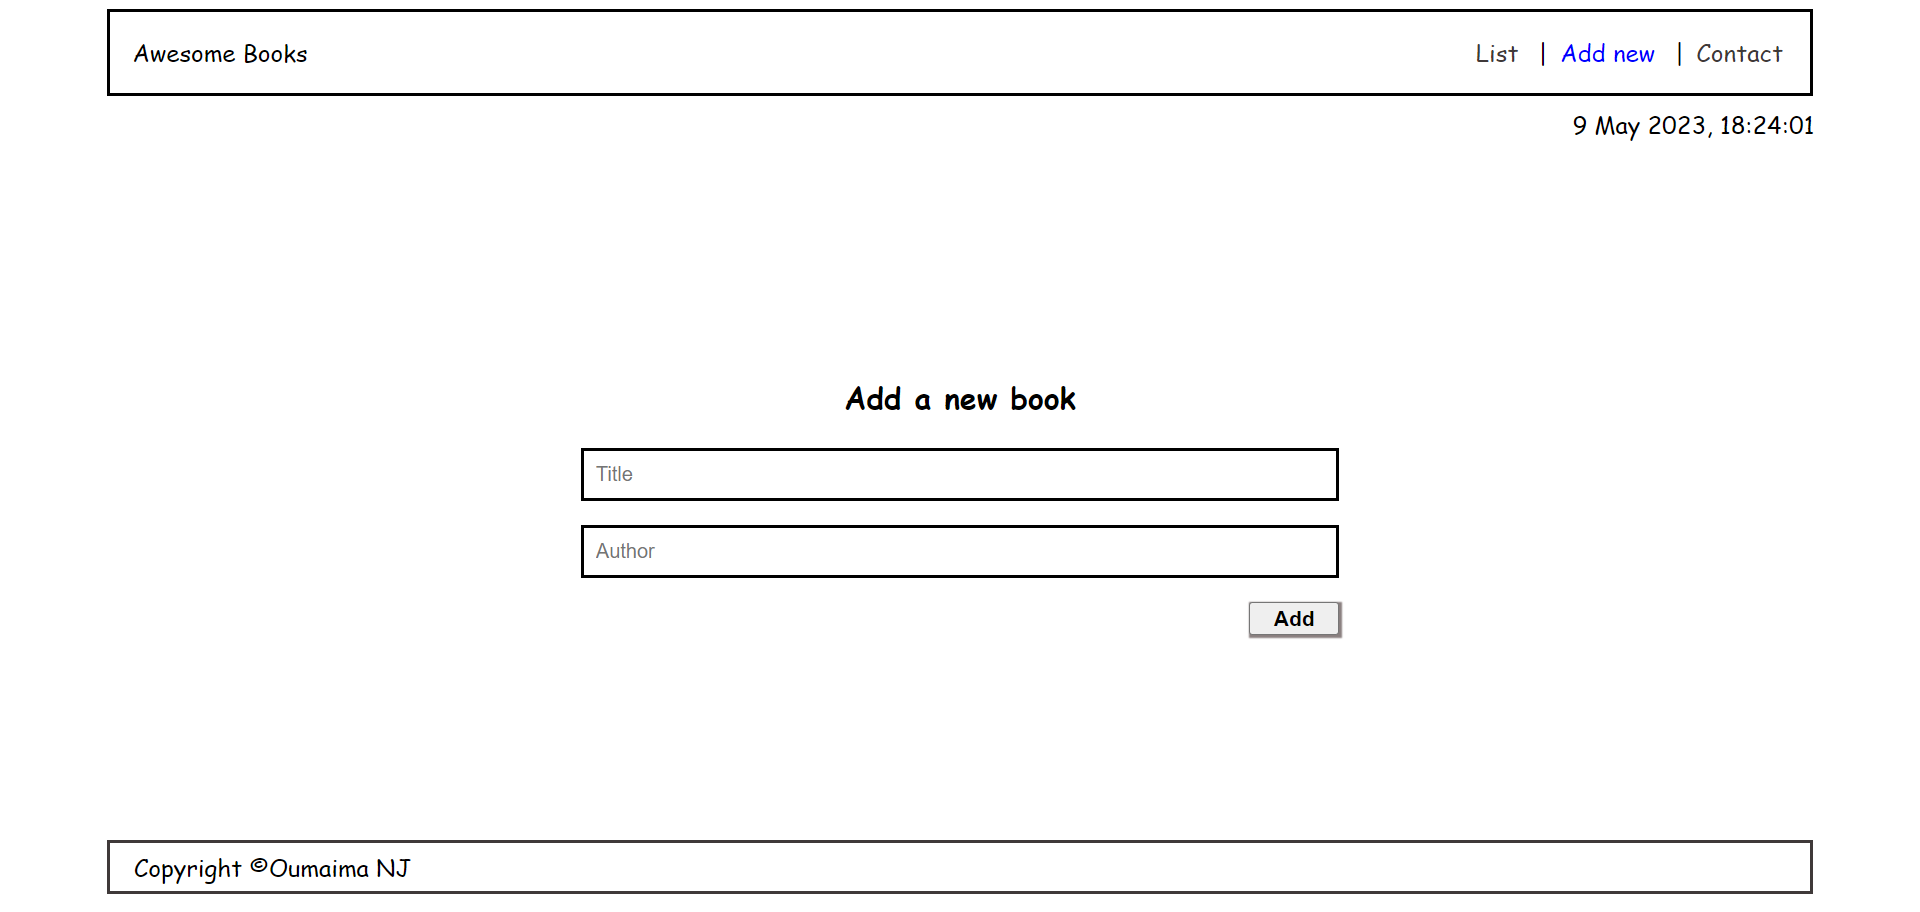 Awesome Books List | Add new | Contact
9 May 2023, 18:24:01
Add a new book
Title
Author
Add
Copyright ©Oumaima NJ